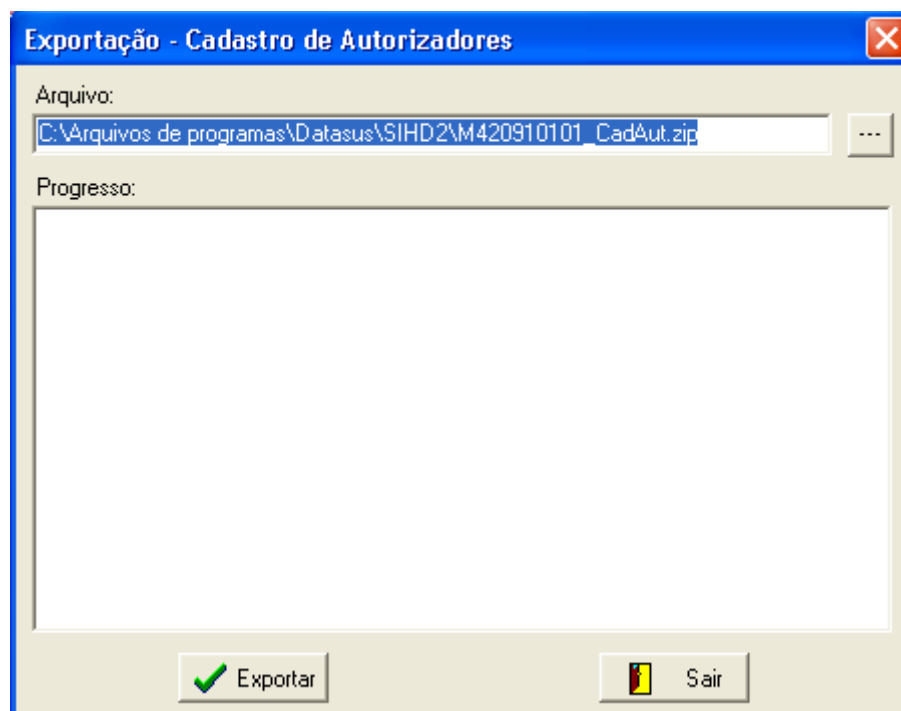 Exportação - Cadastro de Autorizadores
Arquivo:
C:\Arquivos de programas\Datasus\SIHD2\M420910101_CadAut.zip
---
Progresso:
Exportar
Sair